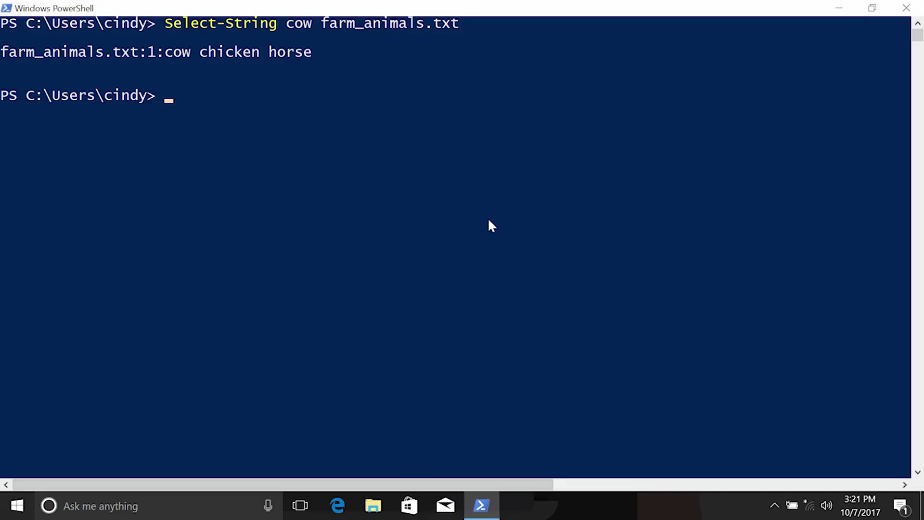 Windows PowerShell
PS C:\Users\cindy> Select-String cow farm_animals.txt
farm_animals.txt:1:cow chicken horse
PS C:\Users\cindy> _
Ask me anything
3:21 PM
10/7/2017
1